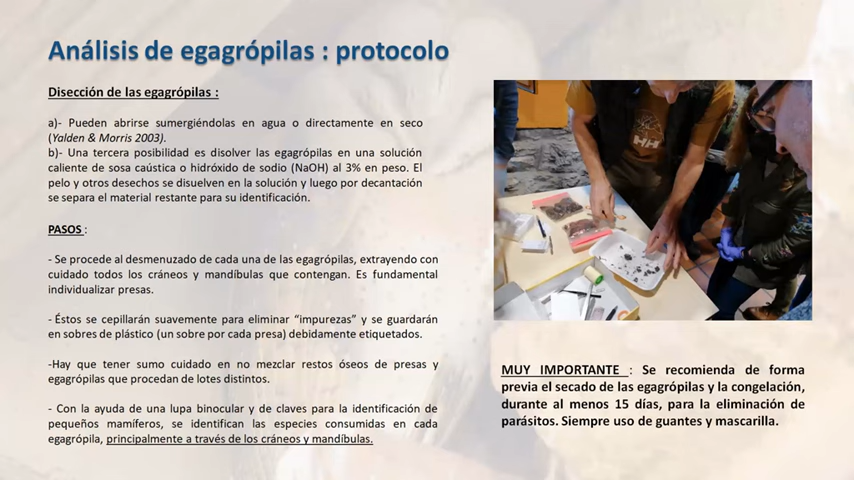 Análisis de egagrópilas : protocolo
Disección de las egagrópilas :
a)- Pueden abrirse sumergiéndolas en agua o directamente en seco
(Yalden & Morris 2003).
b)- Una tercera posibilidad es disolver las egagrópilas en una solución
caliente de sosa caústica o hidróxido de sodio (NaOH) al 3% en peso. El
pelo y otros desechos se disuelven en la solución y luego por decantación
se separa el material restante para su identificación.
PASOS :
- Se procede al desmenuzado de cada una de las egagrópilas, extrayendo con
cuidado todos los cráneos y mandíbulas que contengan. Es fundamental
individualizar presas.
- Éstos se cepillarán suavemente para eliminar “impurezas” y se guardarán
en sobres de plástico (un sobre por cada presa) debidamente etiquetados.
-Hay que tener sumo cuidado en no mezclar restos óseos de presas y
egagrópilas que procedan de lotes distintos.
- Con la ayuda de una lupa binocular y de claves para la identificación de
pequeños mamíferos, se identifican las especies consumidas en cada
egagrópila, principalmente a través de los cráneos y mandíbulas.
HH
MUY IMPORTANTE : Se recomienda de forma
previa el secado de las egagrópilas y la congelación,
durante al menos 15 días, para la eliminación de
parásitos. Siempre uso de guantes y mascarilla.